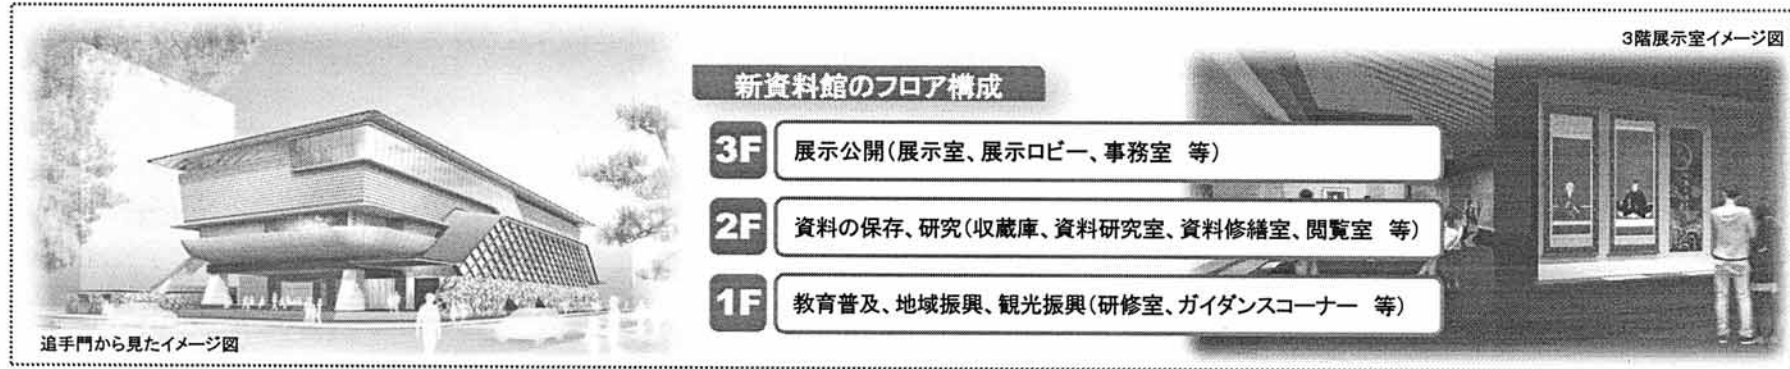 3階展示室イメージ図
新資料館のフロア構成
3F 展示公開(展示室、展示ロビー、事務室 等)
2F 資料の保存、研究(収蔵庫、資料研究室、資料修繕室、閲覧室 等)
1F 教育普及、地域振興、観光振興(研修室、ガイダンスコーナー 等)
追手門から見たイメージ図